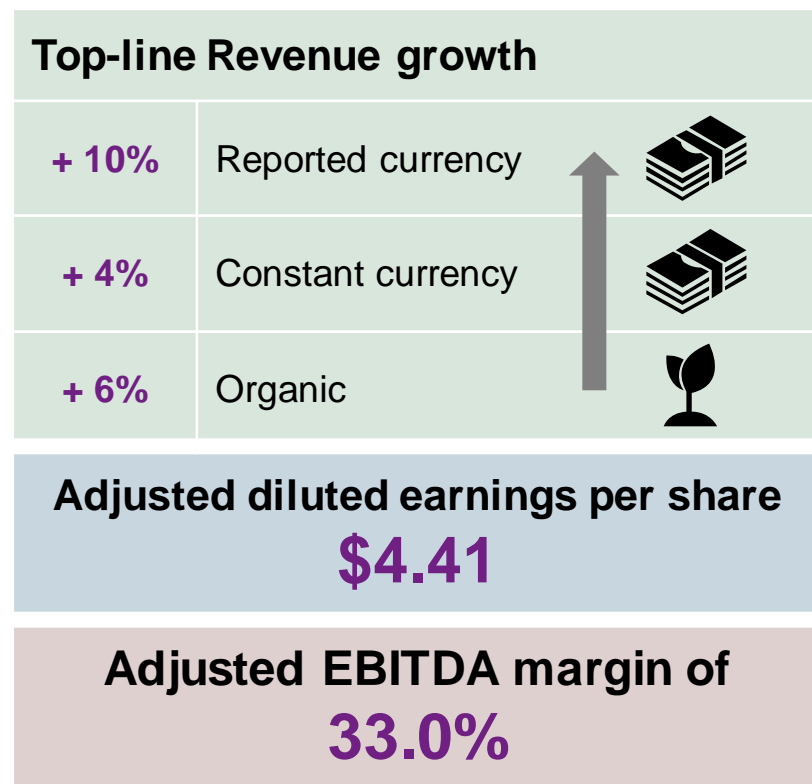 Top-line Revenue growth
+ 10% Reported currency
+ 4% Constant currency
+ 6% Organic
Adjusted diluted earnings per share
$4.41
Adjusted EBITDA margin of
33.0%